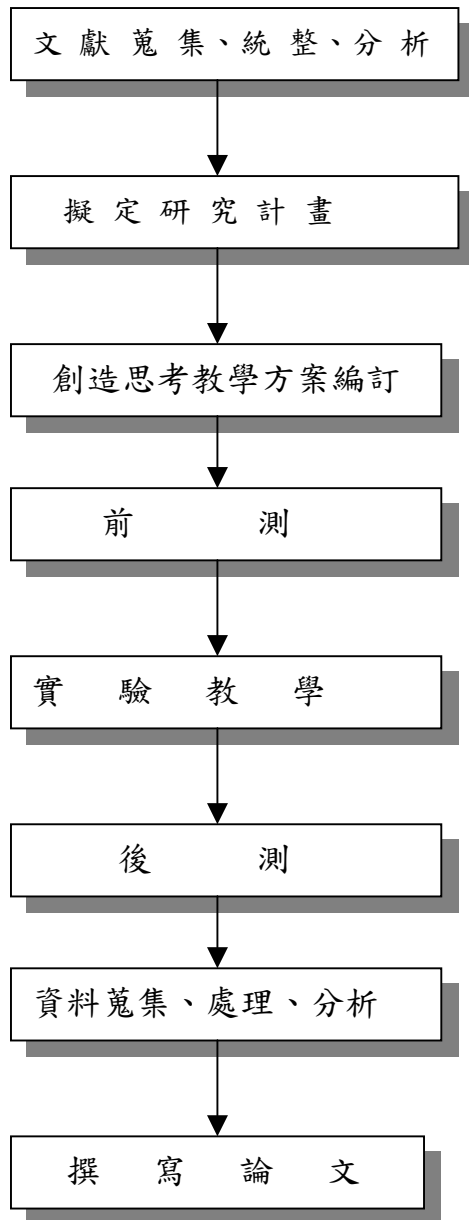 文獻蒐集、統整、分析
擬定研究計畫
創造思考教學方案編訂
前測
實驗教學
後測
資料蒐集、處理、分析
撰寫論文